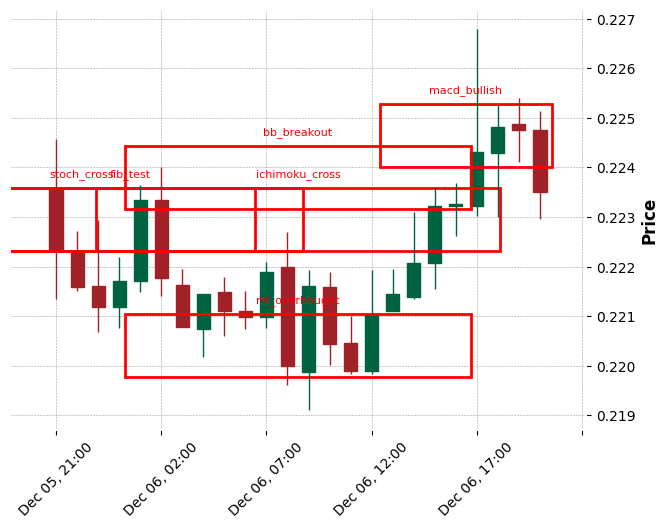 0.227
0.226
macd_bullish
0.225
bb_breakout
0.224
stoch_cross
fib_test
ichimoku_cross
0.223
Price
0.222
rsi_overbought
0.221
0.220
0.219
Dec 05, 21:00
Dec 06, 02:00
Dec 06, 07:00
Dec 06, 12:00
Dec 06, 17:00